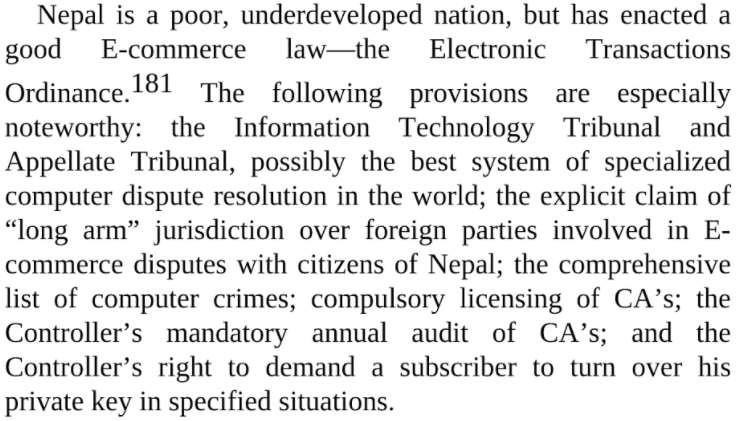 Nepal is a poor, underdeveloped nation, but has enacted a
good E-commerce law—the Electronic Transactions
Ordinance.181 The following provisions are especially
noteworthy: the Information Technology Tribunal and
Appellate Tribunal, possibly the best system of specialized
computer dispute resolution in the world; the explicit claim of
“long arm” jurisdiction over foreign parties involved in E-
commerce disputes with citizens of Nepal; the comprehensive
list of computer crimes; compulsory licensing of CA’s; the
Controller’s mandatory annual audit of CA’s; and the
Controller’s right to demand a subscriber to turn over his
private key in specified situations.